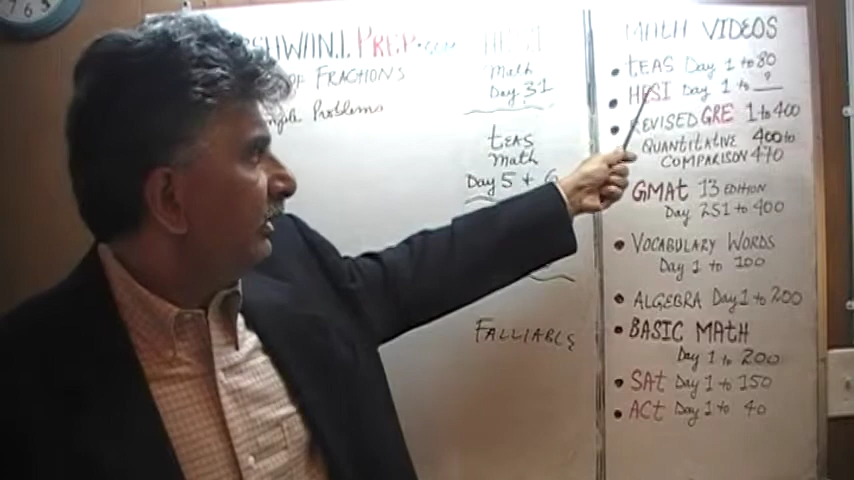 SHWANI PREP.com
OF FRACTIONS
Problems
HESI
Math
Day 31
TEAS
Math
Day 5 + 6
FALLIABLE
MATH VIDEOS
• TEAS Day 1 to 80
• HESI Day 1 to ?
• REVISED GRE 1 to 400
QUANTITATIVE 400 to
COMPARISON 470
• GMAT 13 EDITION
Day 251 to 400
• VOCABULARY WORDS
Day 1 to 100
• ALGEBRA Day 1 to 200
• BASIC MATH
Day 1 to 200
• SAT Day 1 to 150
• ACT Day 1 to 40